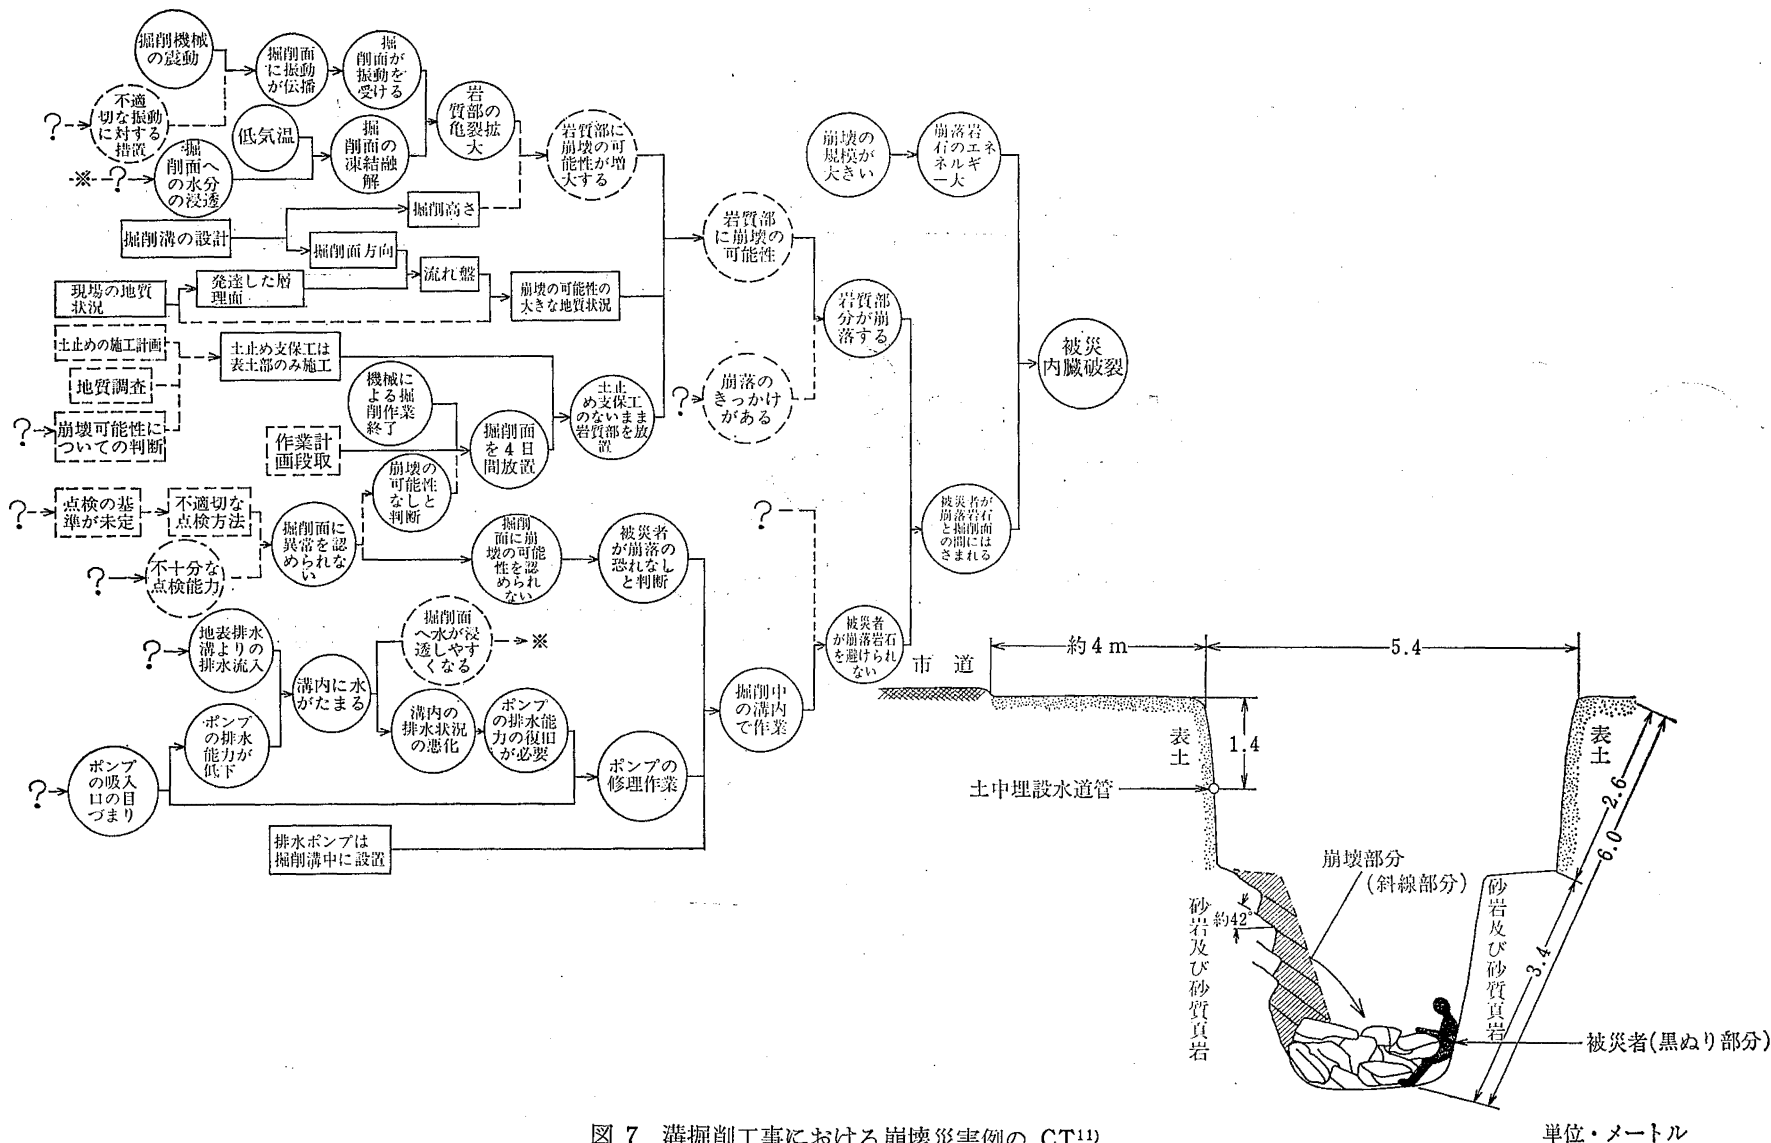 掘削機械
の震動
掘削面
に振動
が伝播
掘
削面が
振動を
受ける
不適
切な振動
に対する
措置
?
低気温
掘
削面の
凍結融
解
岩
質部の
亀裂拡
大
岩質部に
崩壊の可
能性が増
大する
※
?
掘
削面へ
の水分
の浸透
掘削高さ
掘削溝の設計
掘削面方向
現場の地質
状況
発達した層
理面
流れ盤
崩壊の可能性の
大きな地質状況
岩質部
に崩壊の
可能性
崩壊の
規模が
大きい
崩落岩
石のエネ
ネルギ
ー大
土止めの施工計画
地質調査
?
崩壊可能性に
ついての判断
土止め支保工は
表土部のみ施工
機械に
よる掘
削作業
終了
作業計
画段取
掘削面
を4日
間放置
土止
め支保工
のないまま
岩質部を放
置
?
崩落の
きっかけ
がある
岩質部
分が崩
落する
被災
内臓破裂
?
点検の基
準が未定
不適切な
点検方法
?
不十分な
点検能力
掘削面に
異常を認
められな
い
崩壊の
可能性
なしと
判断
掘削
面に崩
壊の可能
性を認
められ
ない
被災者
が崩落の
恐れなし
と判断
?
被災者が
崩落岩石
と掘削面
との間には
さまれる
?
地表排水
溝よりの
排水流入
溝内に水
がたまる
掘削面
へ水が浸
透しやす
くなる
※
ポンプ
の排水
能力が
低下
溝内の
排水状況
の悪化
ポンプ
の排水能
力の復旧
が必要
?
ポンプ
の吸入
口の目
づまり
ポンプの
修理作業
排水ポンプは
掘削溝中に設置
掘削中
の溝内
で作業
被災者
が崩落岩石
を避けられ
ない
市道
約4m
5.4
表土
1.4
土中埋設水道管
表土
2.6
6.0
3.4
崩壊部分
(斜線部分)
約42°
砂岩及び砂質頁岩
砂岩及び砂質頁岩
被災者(黒ぬり部分)
図7 溝掘削工事における崩壊災害例の CT11)
単位・メートル